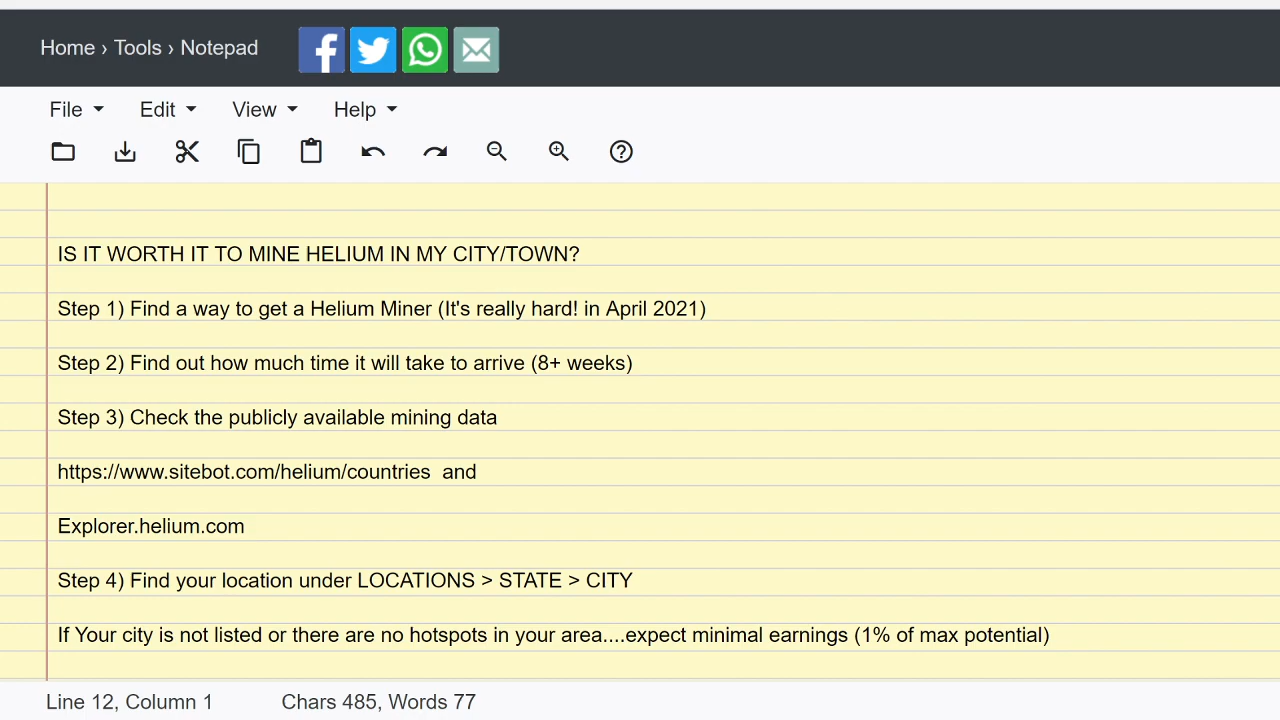 Home › Tools › Notepad
File Edit View Help
IS IT WORTH IT TO MINE HELIUM IN MY CITY/TOWN?
Step 1) Find a way to get a Helium Miner (It's really hard! in April 2021)
Step 2) Find out how much time it will take to arrive (8+ weeks)
Step 3) Check the publicly available mining data
https://www.sitebot.com/helium/countries  and
Explorer.helium.com
Step 4) Find your location under LOCATIONS > STATE > CITY
If Your city is not listed or there are no hotspots in your area....expect minimal earnings (1% of max potential)
Line 12, Column 1 Chars 485, Words 77